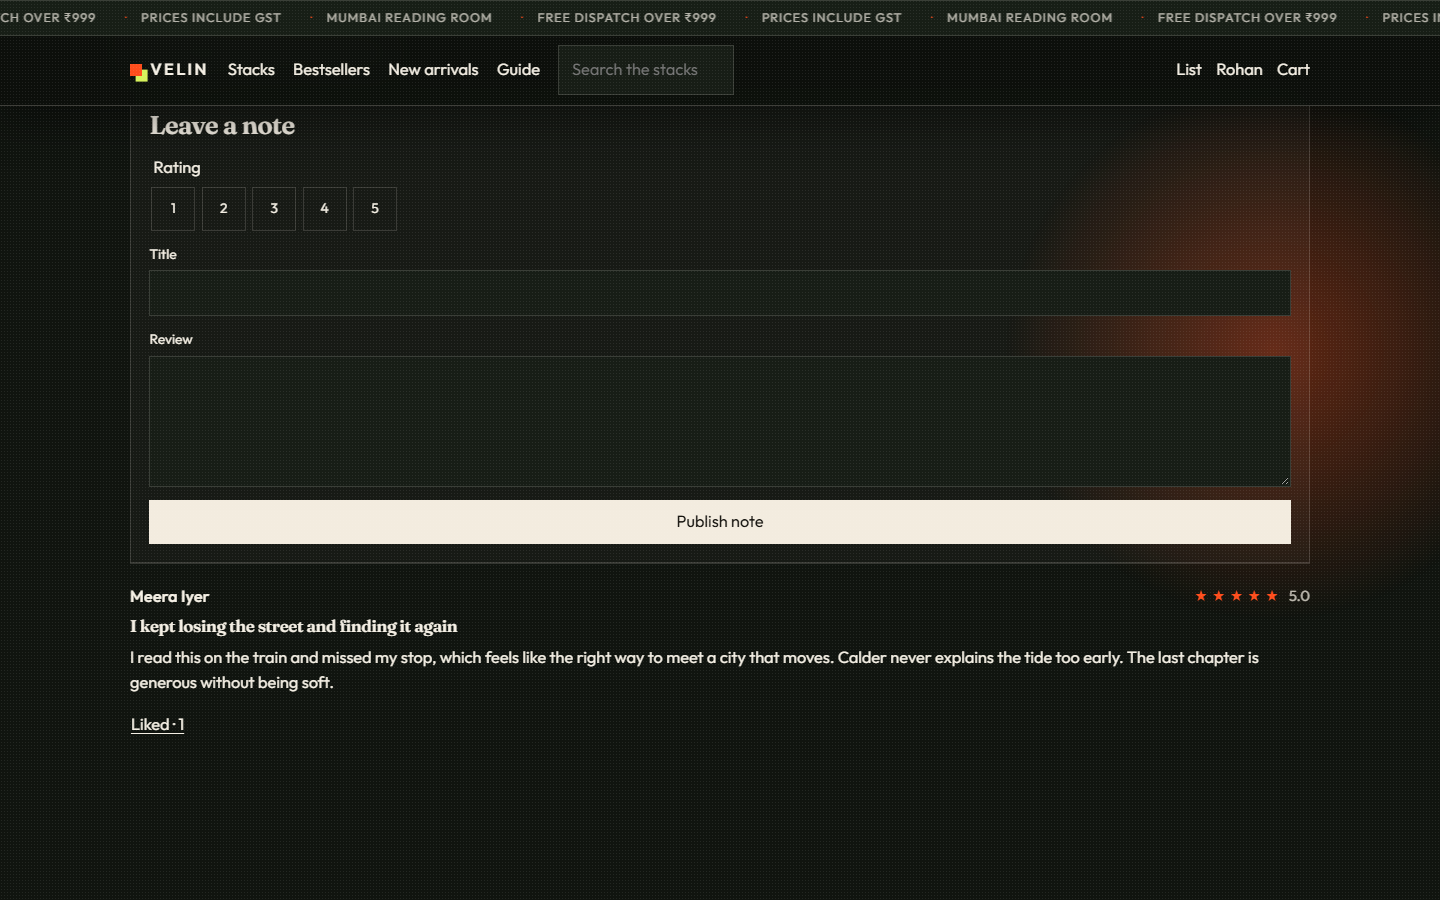 CH OVER ₹999 · PRICES INCLUDE GST · MUMBAI READING ROOM · FREE DISPATCH OVER ₹999 · PRICES INCLUDE GST · MUMBAI READING ROOM · FREE DISPATCH OVER ₹999 · PRICES I
VELIN Stacks Bestsellers New arrivals Guide Search the stacks List Rohan Cart
Leave a note
Rating
1 2 3 4 5
Title
Review
Publish note
Meera Iyer ★ ★ ★ ★ ★ 5.0
I kept losing the street and finding it again
I read this on the train and missed my stop, which feels like the right way to meet a city that moves. Calder never explains the tide too early. The last chapter is
generous without being soft.
Liked · 1